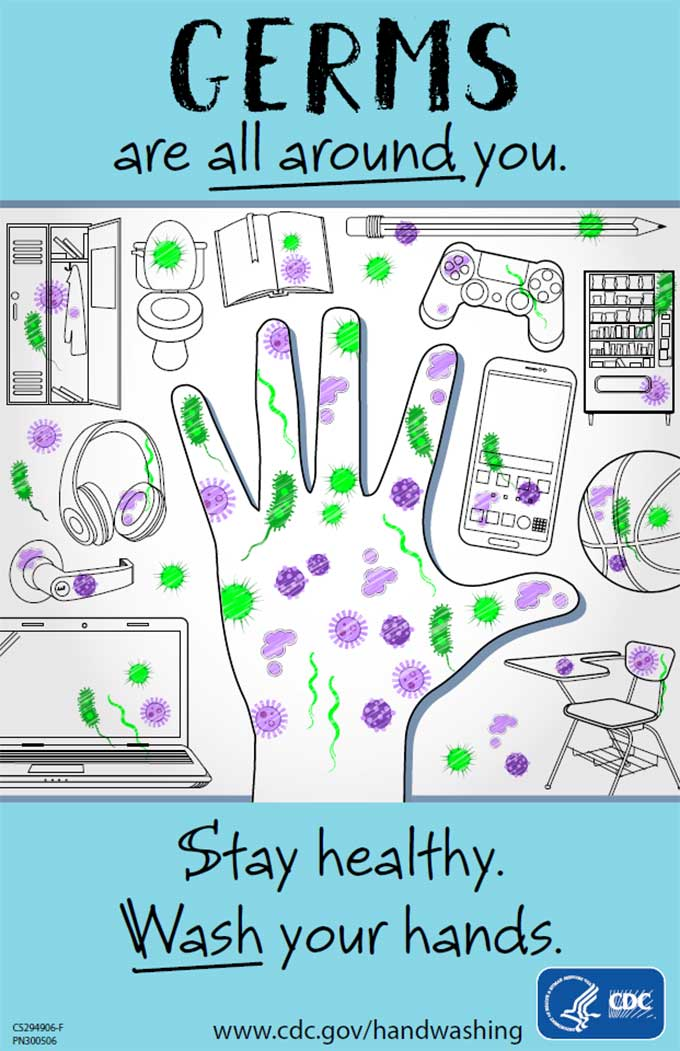 GERMS
are all around you.
Stay healthy.
Wash your hands.
CDC
CS294906-F
PN300506
www.cdc.gov/handwashing